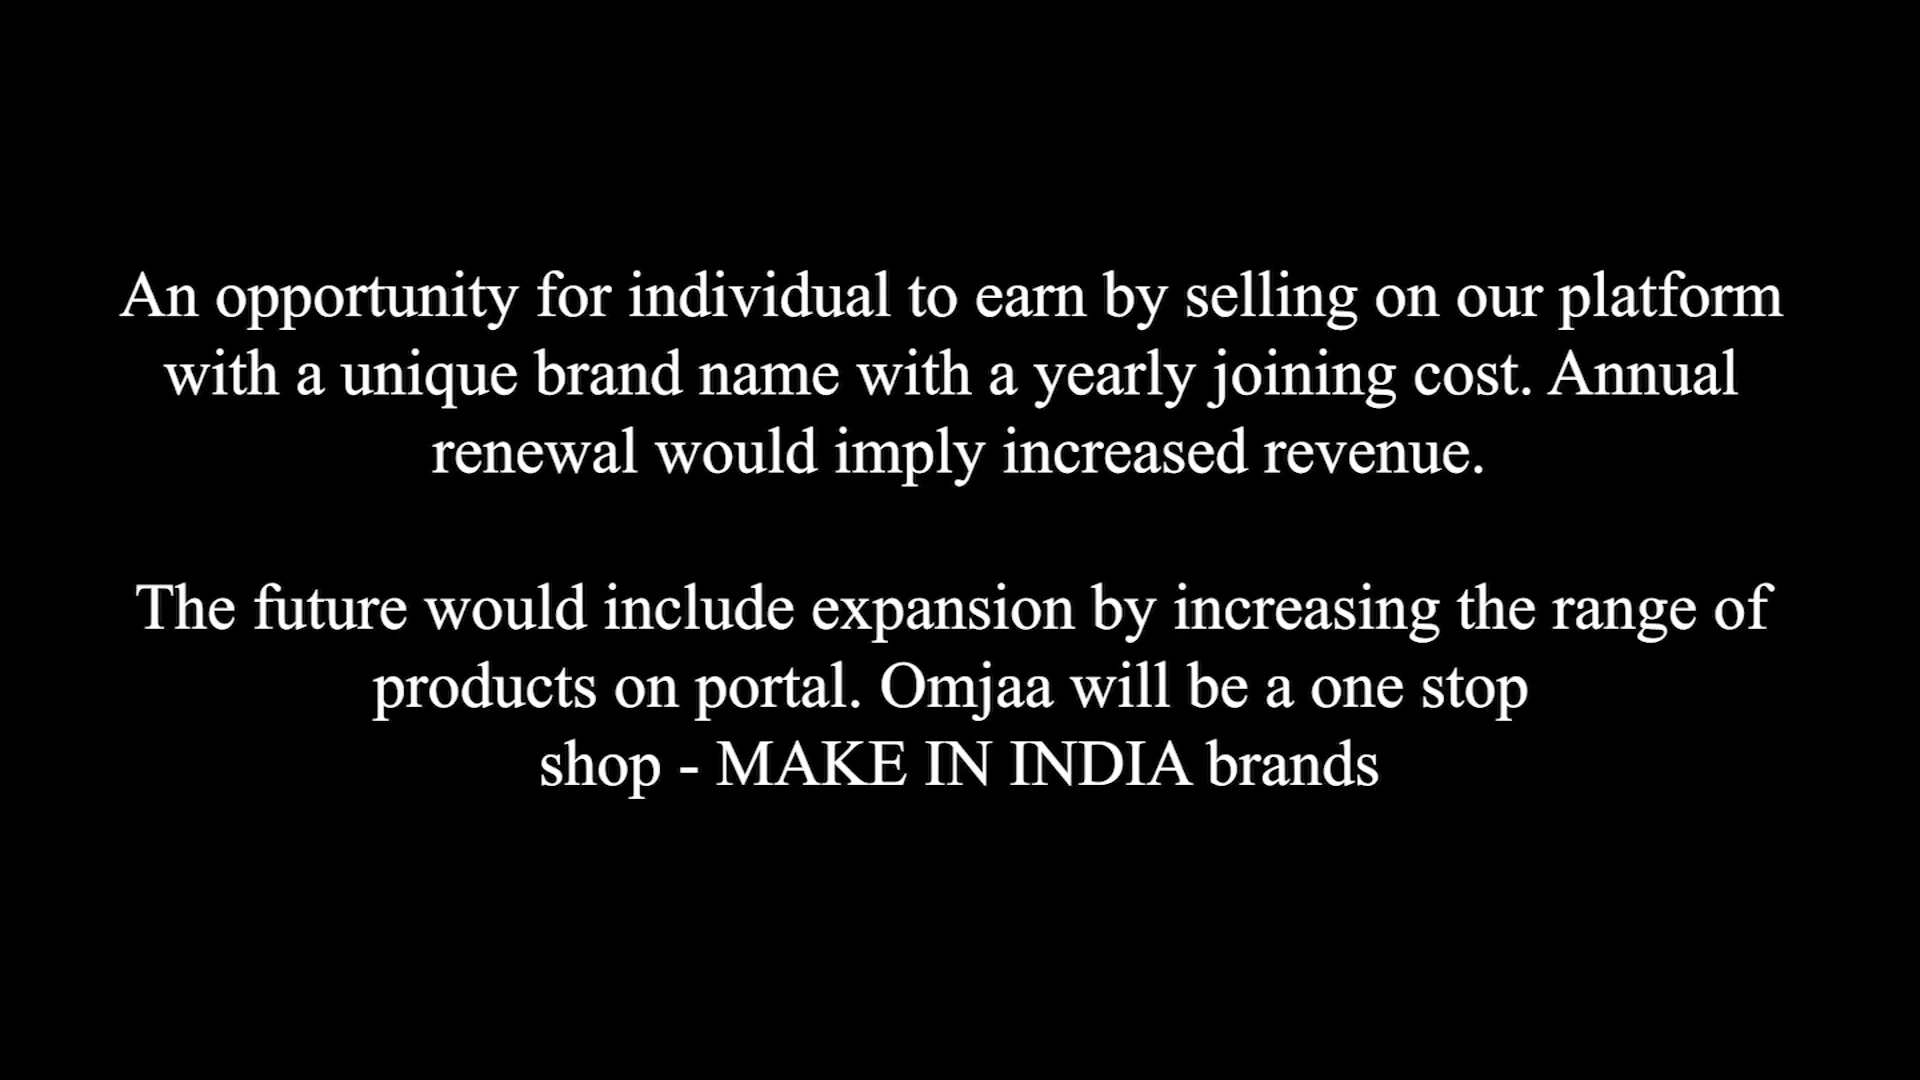 An opportunity for individual to earn by selling on our platform
with a unique brand name with a yearly joining cost. Annual
renewal would imply increased revenue.
The future would include expansion by increasing the range of
products on portal. Omjaa will be a one stop
shop - MAKE IN INDIA brands